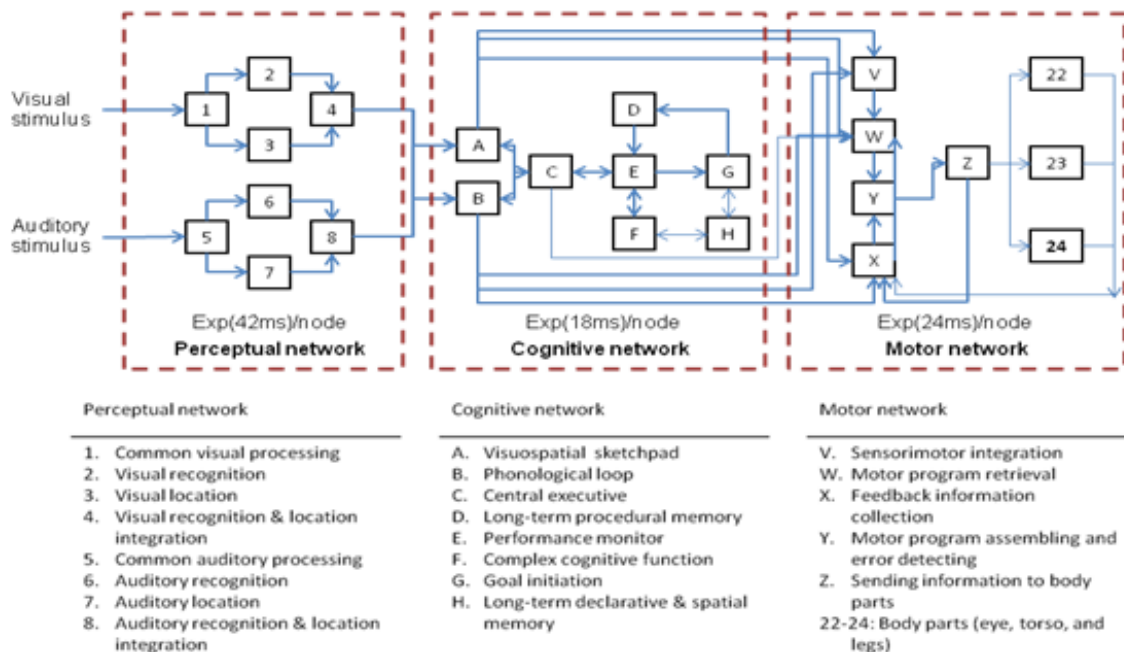 2
V
22
Visual
stimulus
1
4
D
3
A
W
C
E
G
Z
23
6
B
Y
Auditory
stimulus
5
8
F
H
X
24
7
Exp(42ms)/node
Exp(18ms)/node
Exp(24ms)/node
Perceptual network
Cognitive network
Motor network
Perceptual network
1. Common visual processing
2. Visual recognition
3. Visual location
4. Visual recognition & location
integration
5. Common auditory processing
6. Auditory recognition
7. Auditory location
8. Auditory recognition & location
integration
Cognitive network
A. Visuospatial sketchpad
B. Phonological loop
C. Central executive
D. Long-term procedural memory
E. Performance monitor
F. Complex cognitive function
G. Goal initiation
H. Long-term declarative & spatial
memory
Motor network
V. Sensorimotor integration
W. Motor program retrieval
X. Feedback information
collection
Y. Motor program assembling and
error detecting
Z. Sending information to body
parts
22-24: Body parts (eye, torso, and
legs)